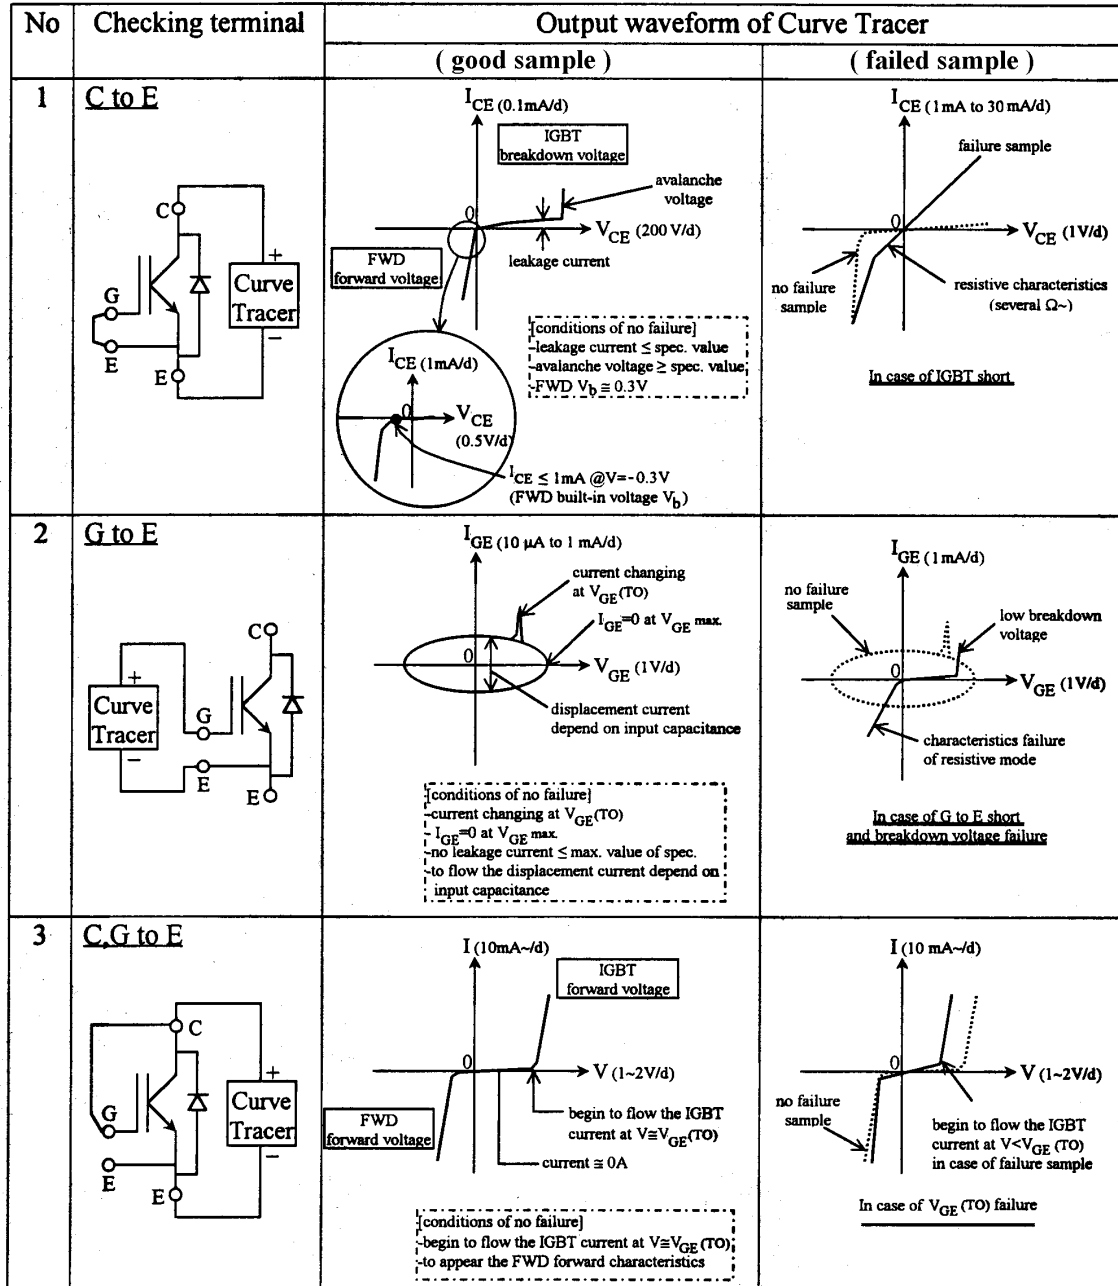 No
Checking terminal
Output waveform of Curve Tracer
( good sample )
( failed sample )
1
C to E
C
G
E
E
+
Curve
Tracer
−
I_CE (0.1mA/d)
IGBT
breakdown voltage
avalanche
voltage
0
V_CE (200 V/d)
leakage current
FWD
forward voltage
[conditions of no failure]
-leakage current ≤ spec. value
-avalanche voltage ≥ spec. value
-FWD V_b ≅ 0.3V
I_CE (1mA/d)
0
V_CE
(0.5V/d)
I_CE ≤ 1mA @V=-0.3V
(FWD built-in voltage V_b)
I_CE (1mA to 30 mA/d)
failure sample
0
V_CE (1V/d)
no failure
sample
resistive characteristics
(several Ω~)
In case of IGBT short
2
G to E
C
+
Curve
Tracer
−
G
E
E
I_GE (10 μA to 1 mA/d)
current changing
at V_GE (TO)
I_GE=0 at V_GE max.
0
V_GE (1V/d)
displacement current
depend on input capacitance
[conditions of no failure]
-current changing at V_GE (TO)
- I_GE=0 at V_GE max.
-no leakage current ≤ max. value of spec.
-to flow the displacement current depend on
input capacitance
I_GE (1mA/d)
no failure
sample
low breakdown
voltage
0
V_GE (1V/d)
characteristics failure
of resistive mode
In case of G to E short
and breakdown voltage failure
3
C,G to E
C
G
E
E
+
Curve
Tracer
−
I (10mA~/d)
IGBT
forward voltage
0
V (1~2V/d)
FWD
forward voltage
begin to flow the IGBT
current at V≅V_GE (TO)
current ≅ 0A
[conditions of no failure]
-begin to flow the IGBT current at V≅V_GE (TO)
-to appear the FWD forward characteristics
I (10 mA~/d)
0
V (1~2V/d)
no failure
sample
begin to flow the IGBT
current at V<V_GE (TO)
in case of failure sample
In case of V_GE (TO) failure